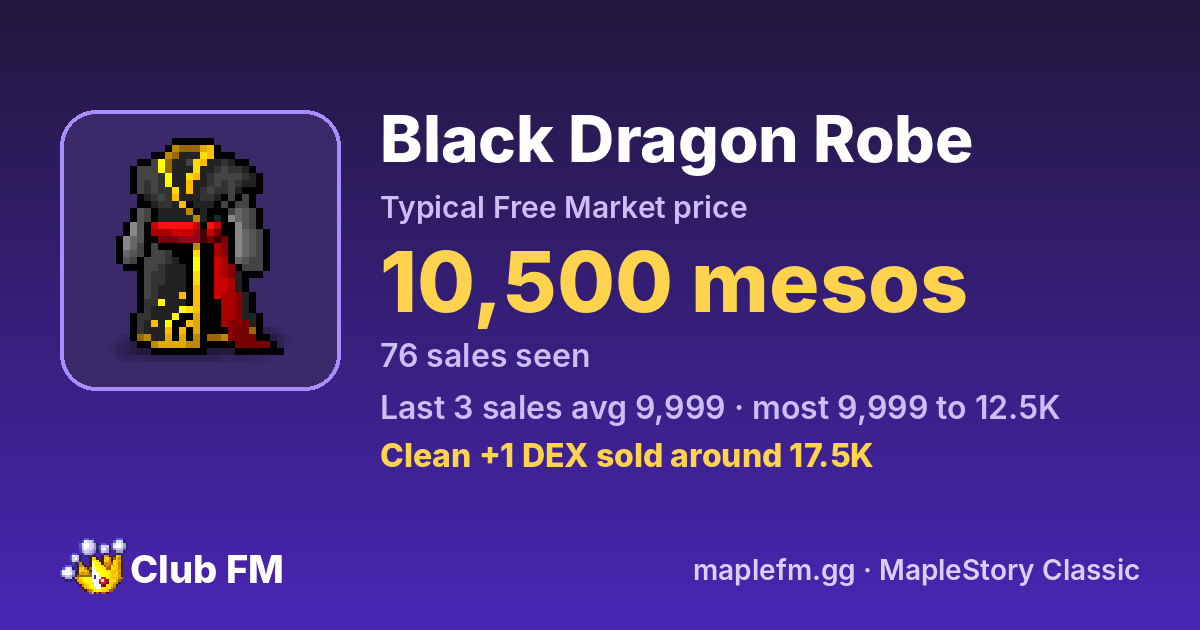 Black Dragon Robe
Typical Free Market price
10,500 mesos
76 sales seen
Last 3 sales avg 9,999 · most 9,999 to 12.5K
Clean +1 DEX sold around 17.5K
Club FM
maplefm.gg · MapleStory Classic